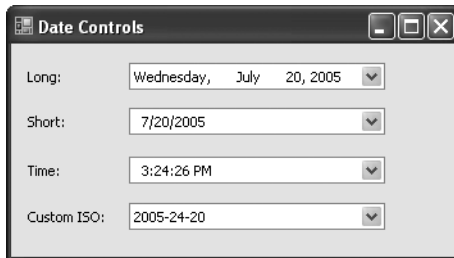 Date Controls
Long: Wednesday, July 20, 2005
Short: 7/20/2005
Time: 3:24:26 PM
Custom ISO: 2005-24-20